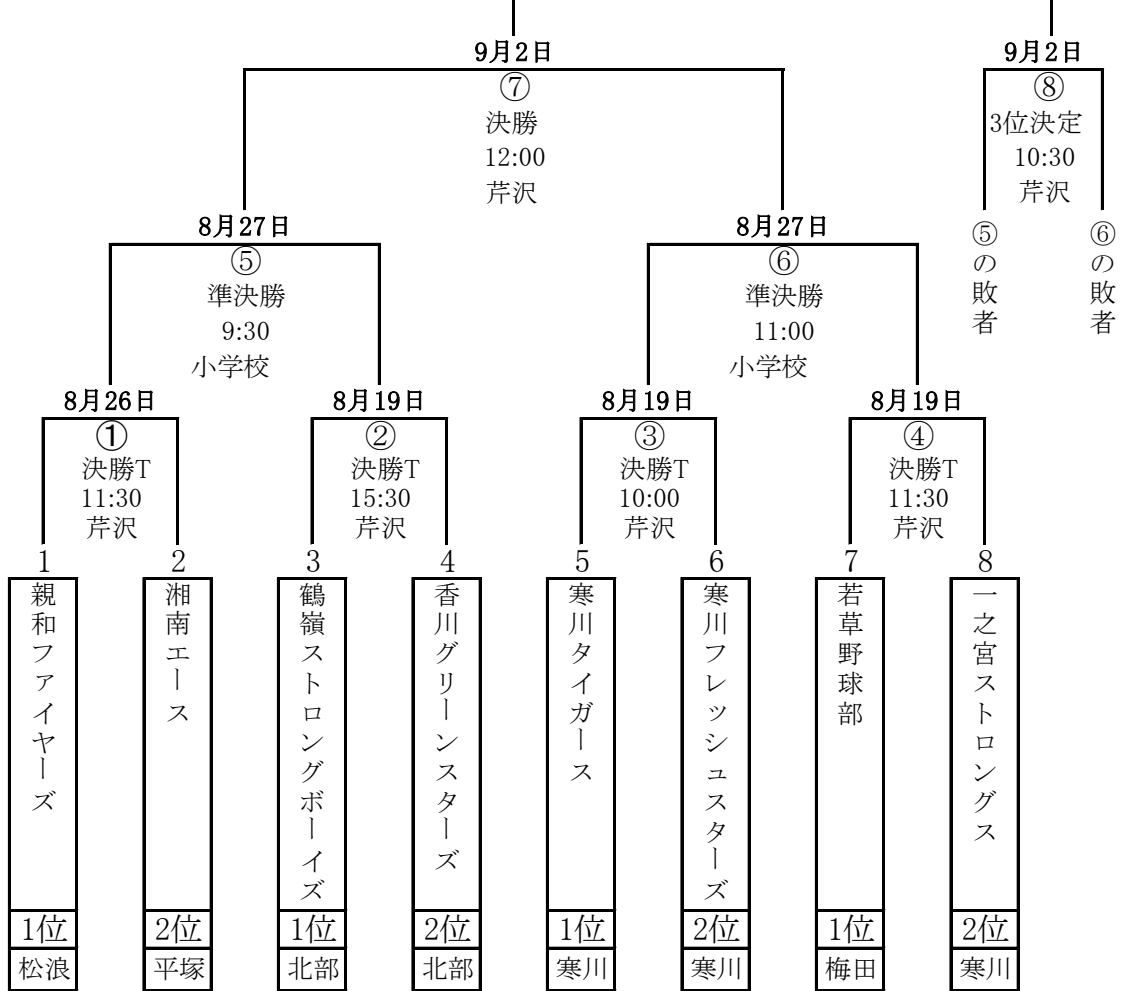 9月2日
⑦
決勝
12:00
芹沢
9月2日
⑧
3位決定
10:30
芹沢
⑤の敗者
⑥の敗者
8月27日
⑤
準決勝
9:30
小学校
8月27日
⑥
準決勝
11:00
小学校
8月26日
①
決勝T
11:30
芹沢
8月19日
②
決勝T
15:30
芹沢
8月19日
③
決勝T
10:00
芹沢
8月19日
④
決勝T
11:30
芹沢
1
親和ファイヤーズ
1位
松浪
2
湘南エース
2位
平塚
3
鶴嶺ストロングボーイズ
1位
北部
4
香川グリーンスターズ
2位
北部
5
寒川タイガース
1位
寒川
6
寒川フレッシュスターズ
2位
寒川
7
若草野球部
1位
梅田
8
一之宮ストロングス
2位
寒川